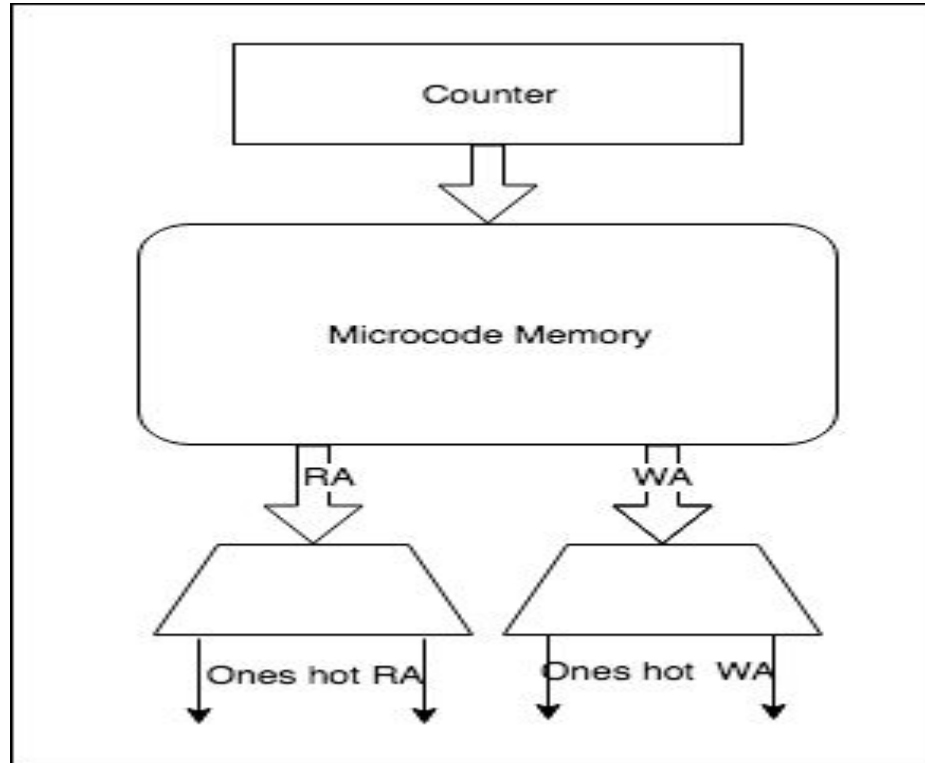 Counter
Microcode Memory
RA
WA
Ones hot RA
Ones hot WA